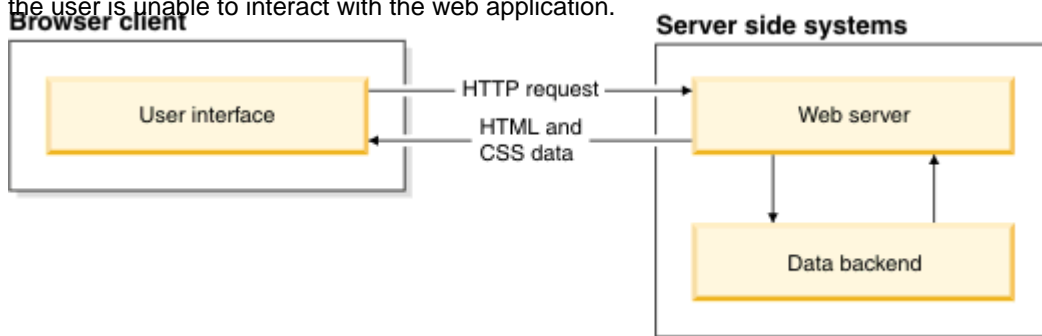 the user is unable to interact with the web application.
Browser client
Server side systems
User interface
HTTP request
HTML and
CSS data
Web server
Data backend